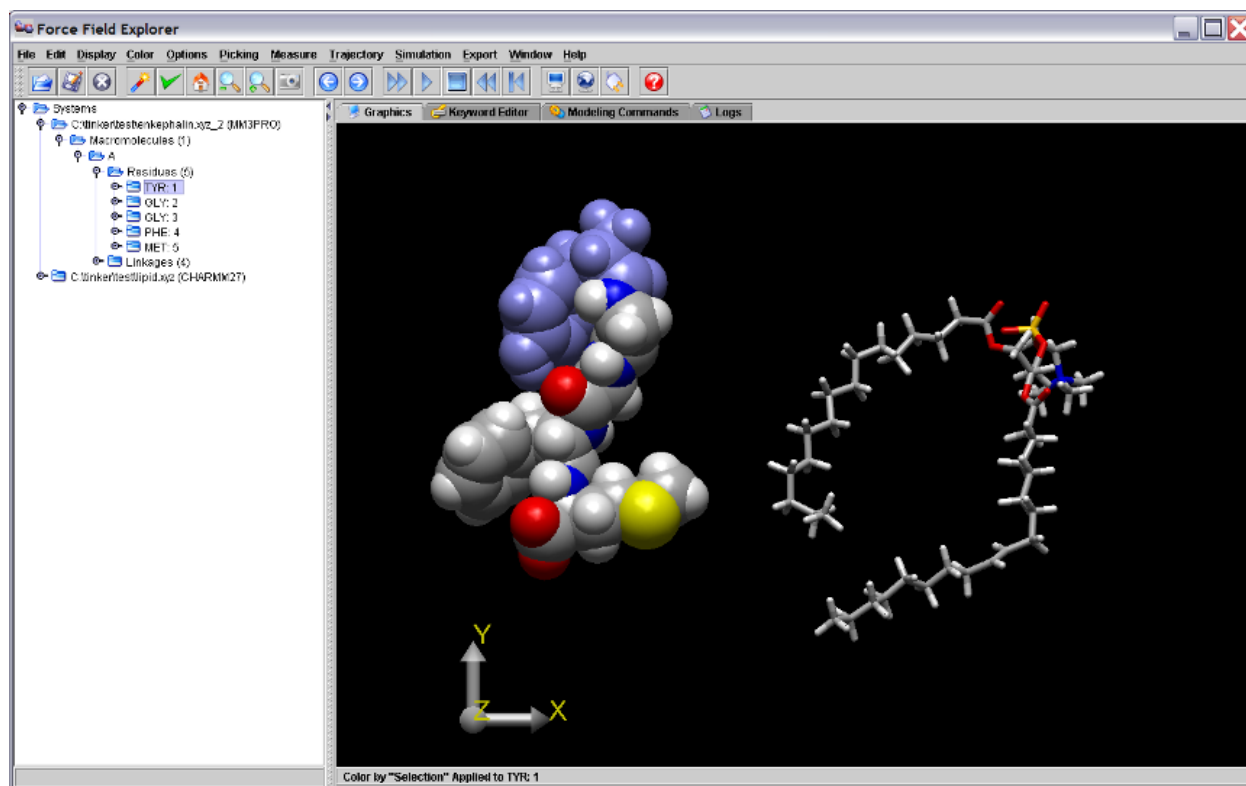 Force Field Explorer
File Edit Display Color Options Picking Measure Trajectory Simulation Export Window Help
Systems
C:\tinker\test\enkephalin.xyz_2 (MM3PRO)
Macromolecules (1)
A
Residues (5)
TYR: 1
GLY: 2
GLY: 3
PHE: 4
MET: 5
Linkages (4)
C:\tinker\test\lipid.xyz (CHARMM27)
Graphics Keyword Editor Modeling Commands Logs
Y
Z X
Color by "Selection" Applied to TYR: 1